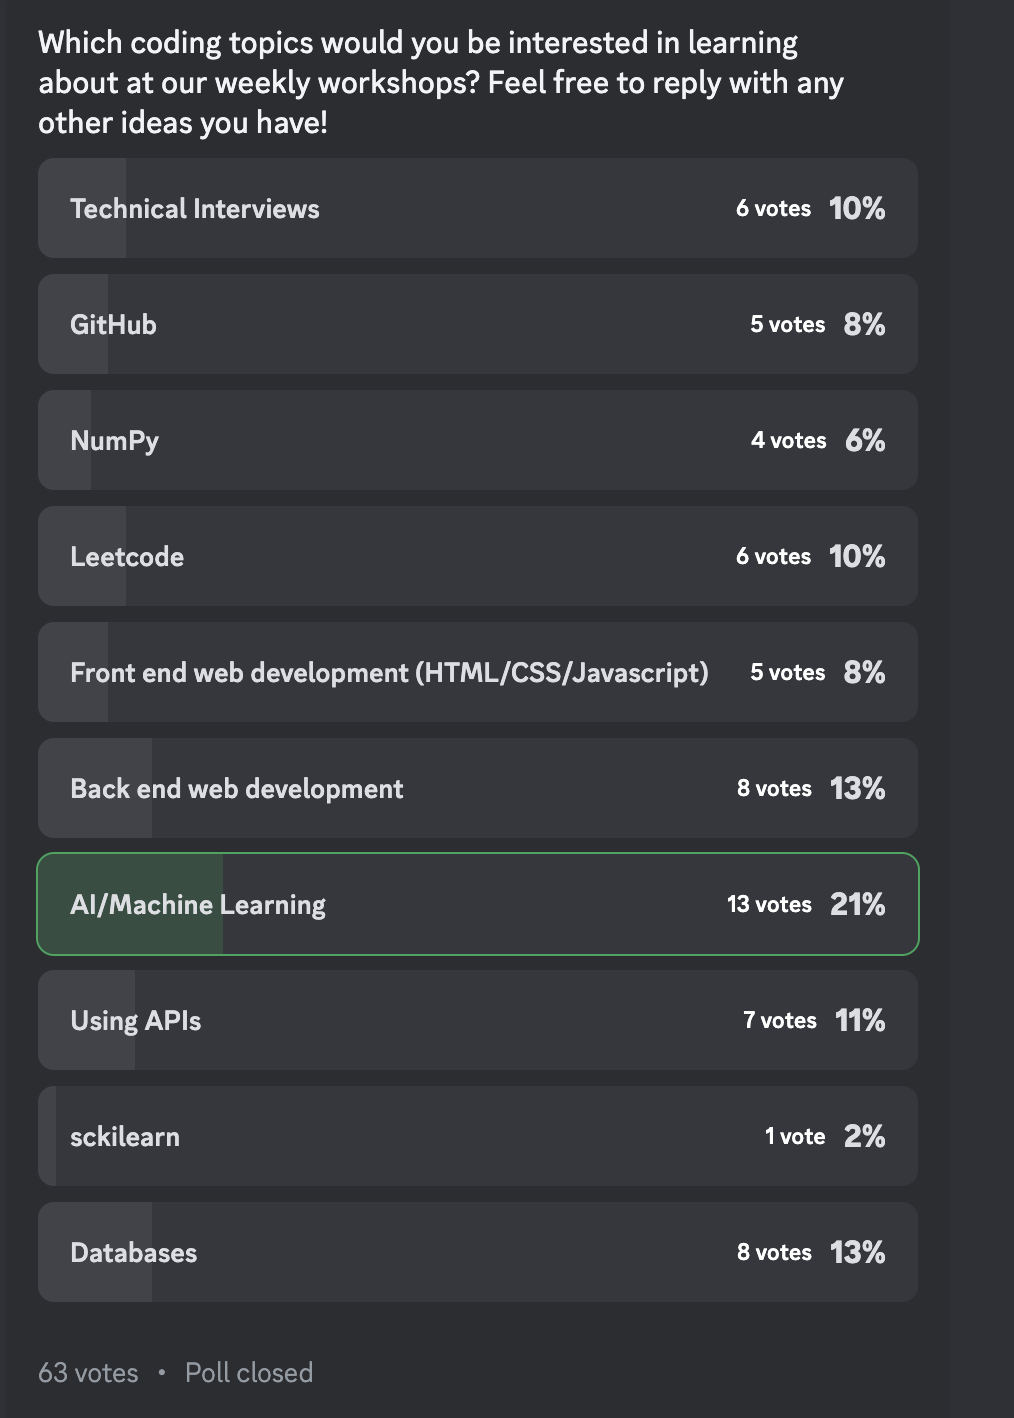 Which coding topics would you be interested in learning
about at our weekly workshops? Feel free to reply with any
other ideas you have!
Technical Interviews 6 votes 10%
GitHub 5 votes 8%
NumPy 4 votes 6%
Leetcode 6 votes 10%
Front end web development (HTML/CSS/Javascript) 5 votes 8%
Back end web development 8 votes 13%
AI/Machine Learning 13 votes 21%
Using APIs 7 votes 11%
sckilearn 1 vote 2%
Databases 8 votes 13%
63 votes • Poll closed